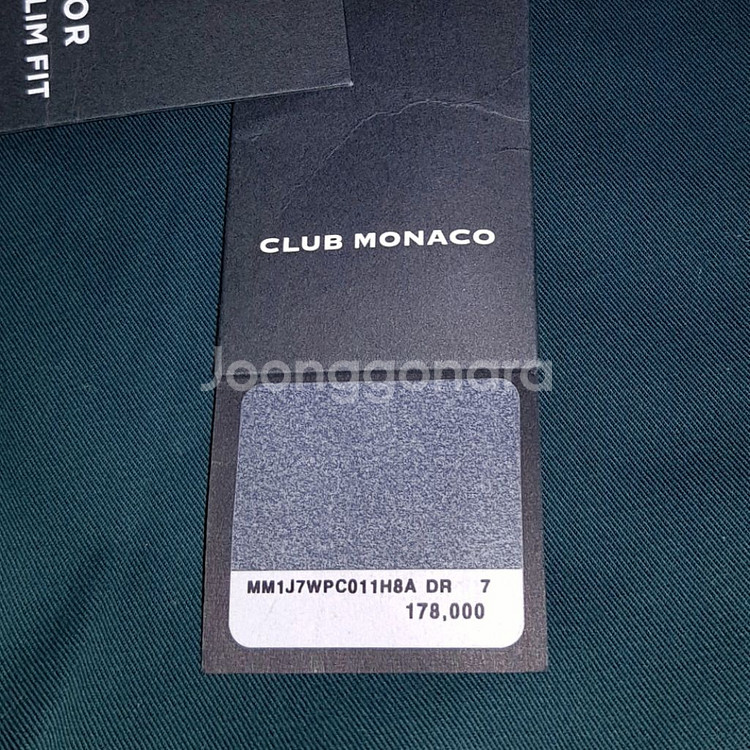 OR
LIM FIT
CLUB MONACO
Joonggonara
MM1J7WPC011H8A DR 7
178,000